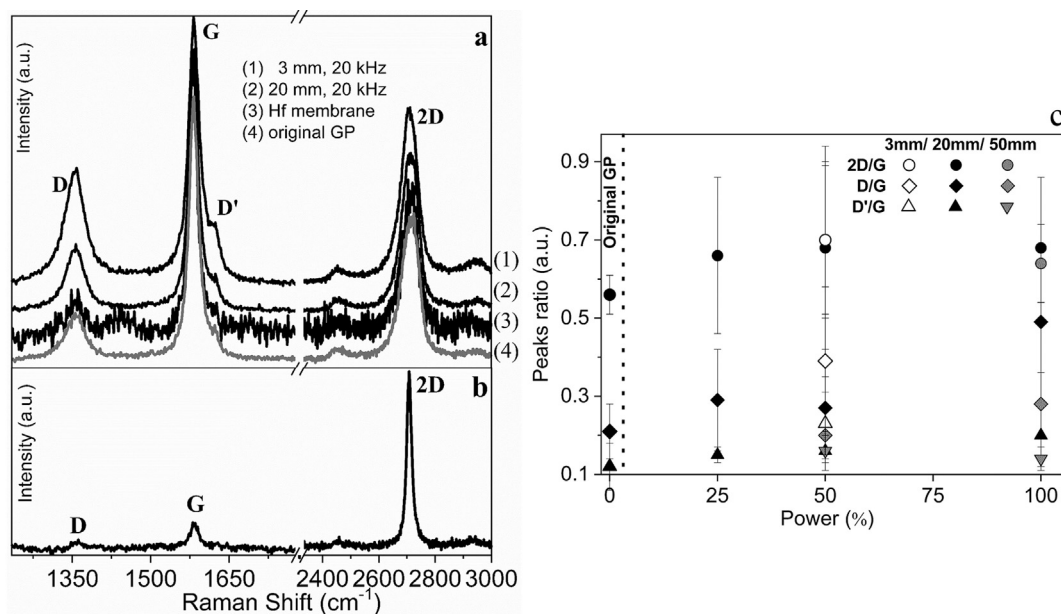 Intensity (a.u.)
a
G
(1) 3 mm, 20 kHz
(2) 20 mm, 20 kHz
(3) Hf membrane
(4) original GP
2D
D
D'
(1)
(2)
(3)
(4)
Intensity (a.u.)
b
2D
D
G
1350 1500 1650 2400 2600 2800 3000
Raman Shift (cm⁻¹)
c
3mm/ 20mm/ 50mm
2D/G
D/G
D'/G
Original GP
Peaks ratio (a.u.)
0.9
0.7
0.5
0.3
0.1
0 25 50 75 100
Power (%)